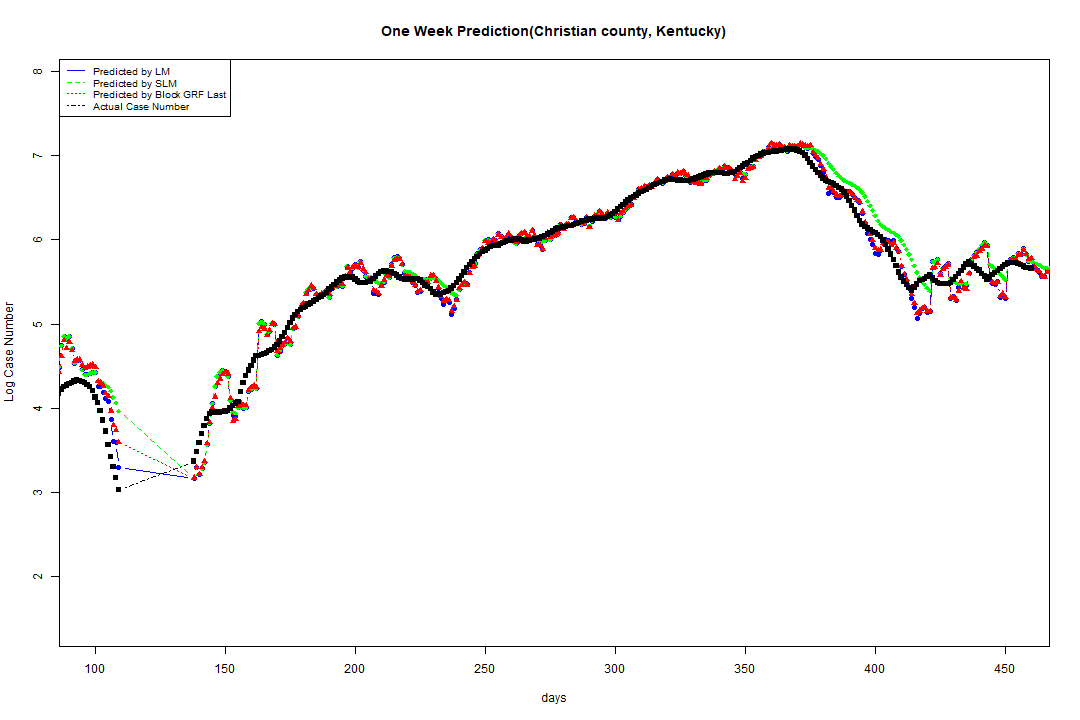 One Week Prediction(Christian county, Kentucky)
Predicted by LM
Predicted by SLM
Predicted by Block GRF Last
Actual Case Number
8
7
6
5
4
3
2
Log Case Number
100 150 200 250 300 350 400 450
days